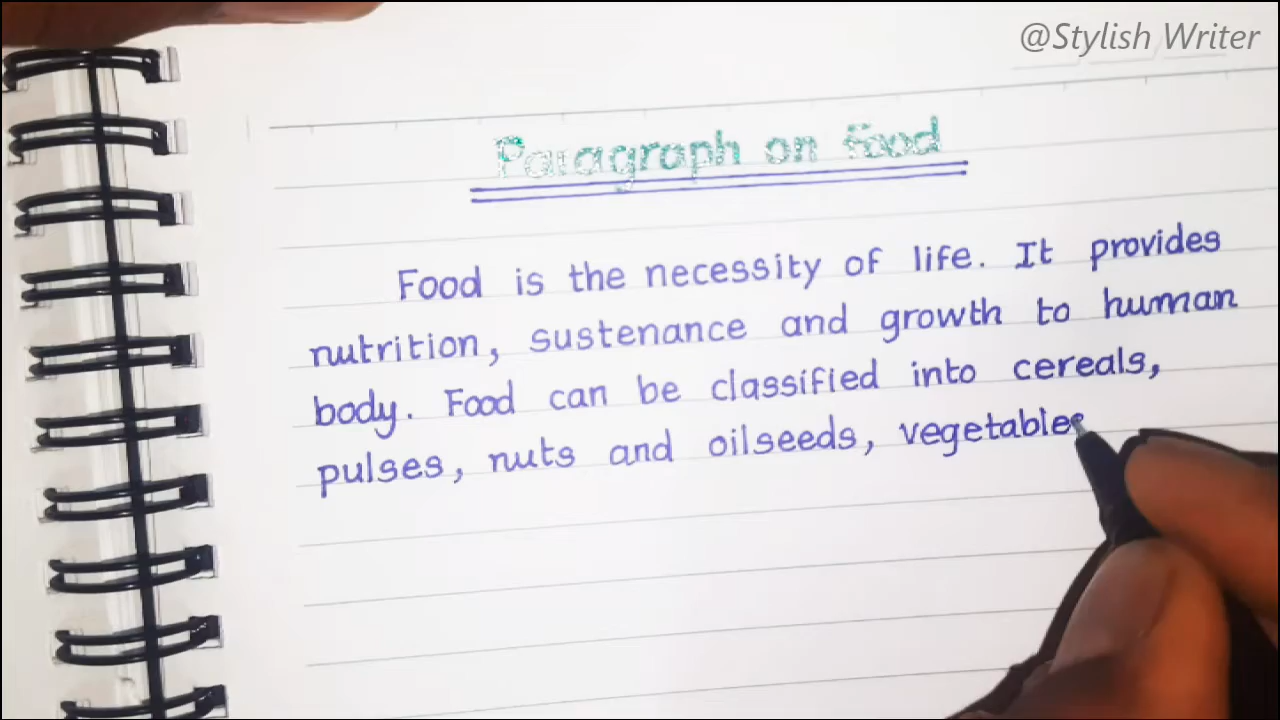 @Stylish Writer
Paragraph on food
Food is the necessity of life. It provides
nutrition, sustenance and growth to human
body. Food can be classified into cereals,
pulses, nuts and oilseeds, vegetables